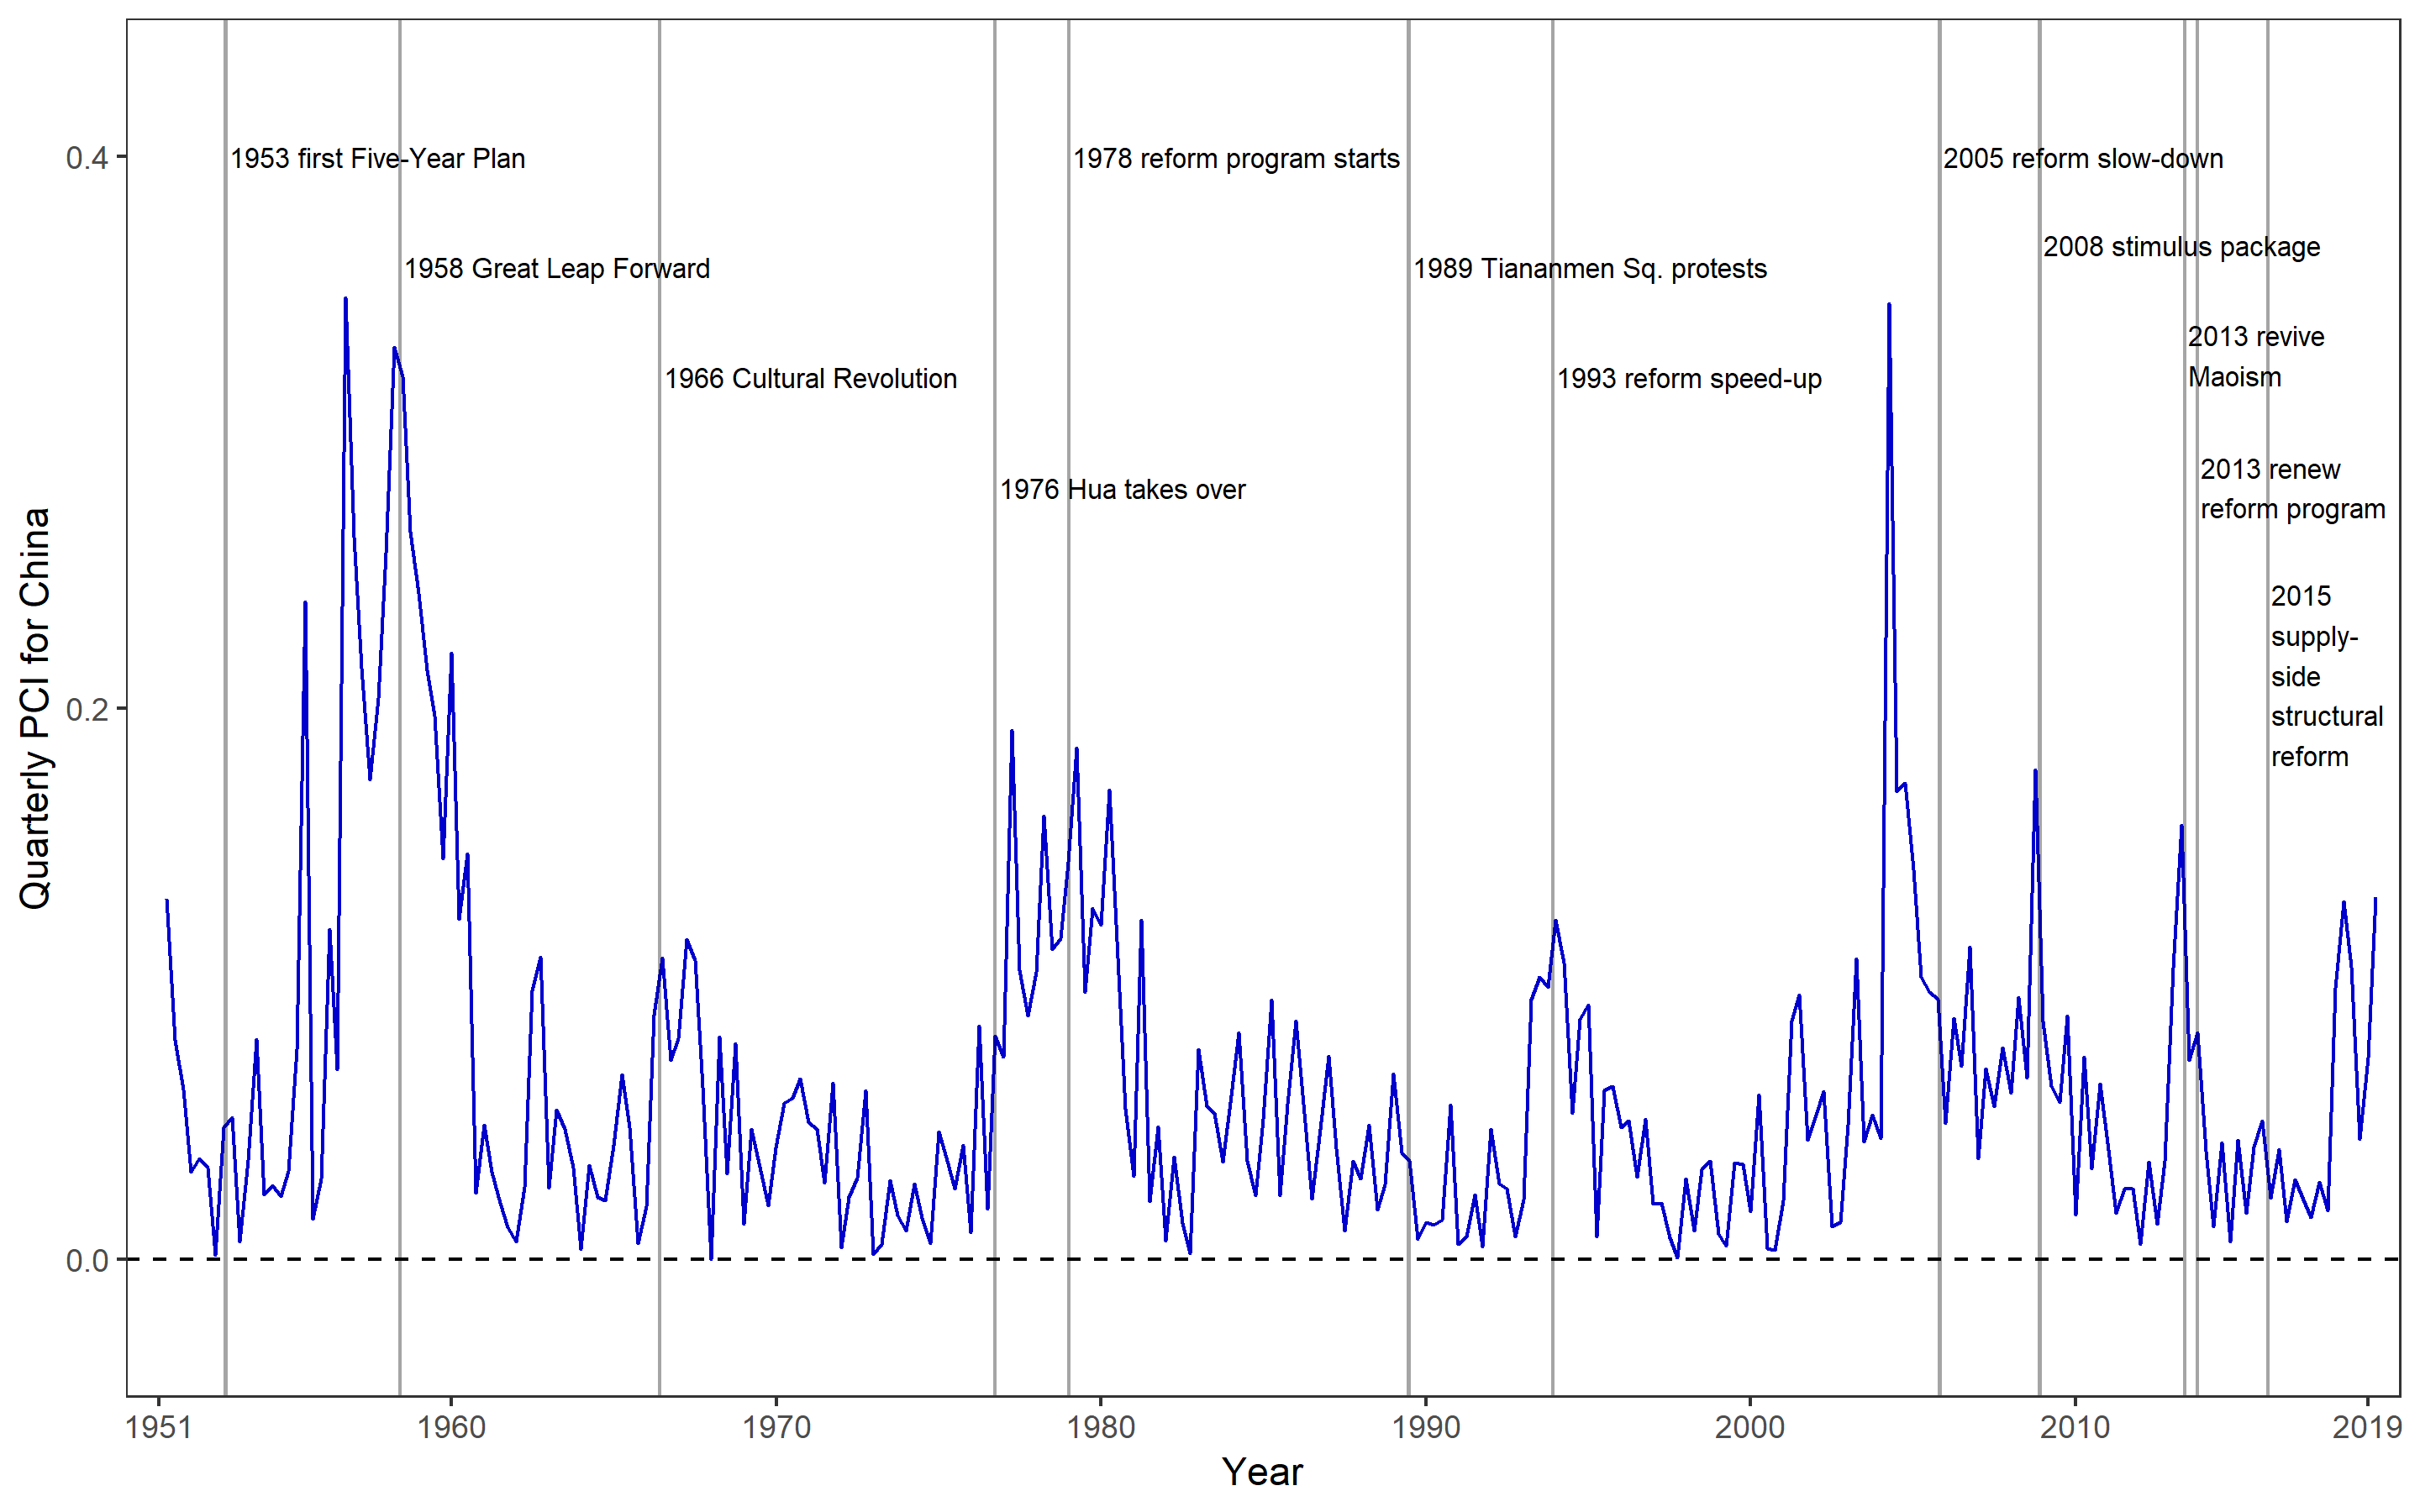 1953 first Five-Year Plan
1978 reform program starts
2005 reform slow-down
2008 stimulus package
1958 Great Leap Forward
1989 Tiananmen Sq. protests
2013 revive
Maoism
1966 Cultural Revolution
1993 reform speed-up
2013 renew
reform program
1976 Hua takes over
2015
supply-
side
structural
reform
Quarterly PCI for China
0.4
0.2
0.0
1951
1960
1970
1980
1990
2000
2010
2019
Year